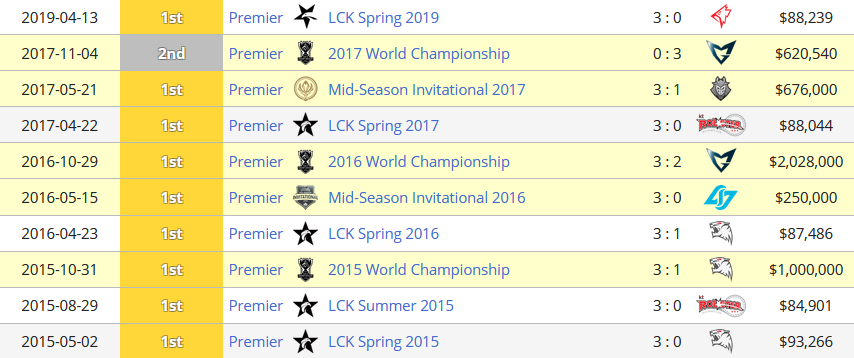 2019-04-13 1st Premier LCK Spring 2019 3 : 0 $88,239
2017-11-04 2nd Premier 2017 World Championship 0 : 3 $620,540
2017-05-21 1st Premier Mid-Season Invitational 2017 3 : 1 $676,000
2017-04-22 1st Premier LCK Spring 2017 3 : 0 $88,044
2016-10-29 1st Premier 2016 World Championship 3 : 2 $2,028,000
2016-05-15 1st Premier Mid-Season Invitational 2016 3 : 0 $250,000
2016-04-23 1st Premier LCK Spring 2016 3 : 1 $87,486
2015-10-31 1st Premier 2015 World Championship 3 : 1 $1,000,000
2015-08-29 1st Premier LCK Summer 2015 3 : 0 $84,901
2015-05-02 1st Premier LCK Spring 2015 3 : 0 $93,266